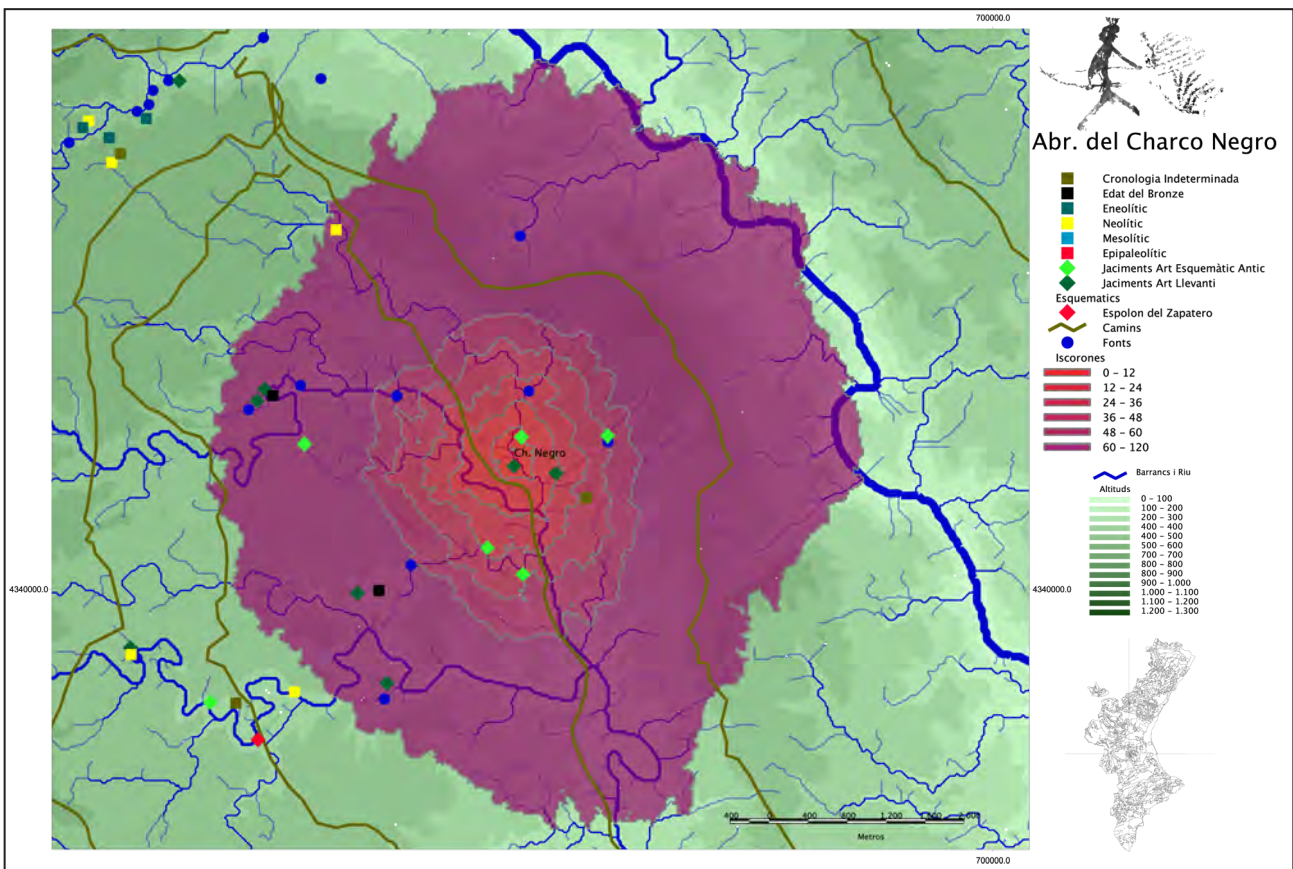 700000.0
Abr. del Charco Negro
Cronologia Indeterminada
Edat del Bronze
Eneolític
Neolític
Mesolític
Epipaleolític
Jaciments Art Esquemàtic Antic
Jaciments Art Llevanti
Esquematics
Espolon del Zapatero
Camins
Fonts
Iscorones
0 – 12
12 – 24
24 – 36
36 – 48
48 – 60
60 – 120
Barrancs i Riu
Altituds
0 – 100
100 – 200
200 – 300
400 – 400
400 – 500
500 – 600
700 – 700
800 – 800
800 – 900
900 – 1.000
1.000 – 1.100
1.100 – 1.200
1.200 – 1.300
Ch. Negro
4340000.0
4340000.0
400 0 400 800 1.200
Metros
700000.0